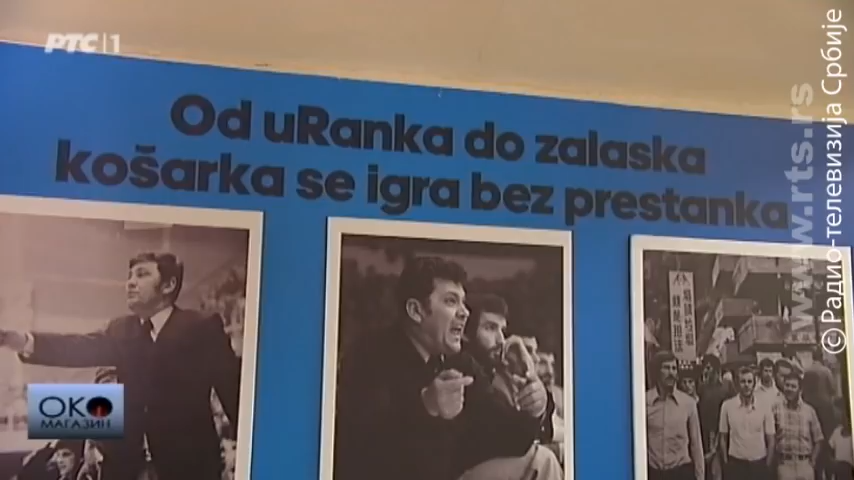 РТС 1
Od uRanka do zalaska
košarka se igra bez prestanka
ОКО
МАГАЗИН
www.rts.rs
© Радио-телевизија Србије